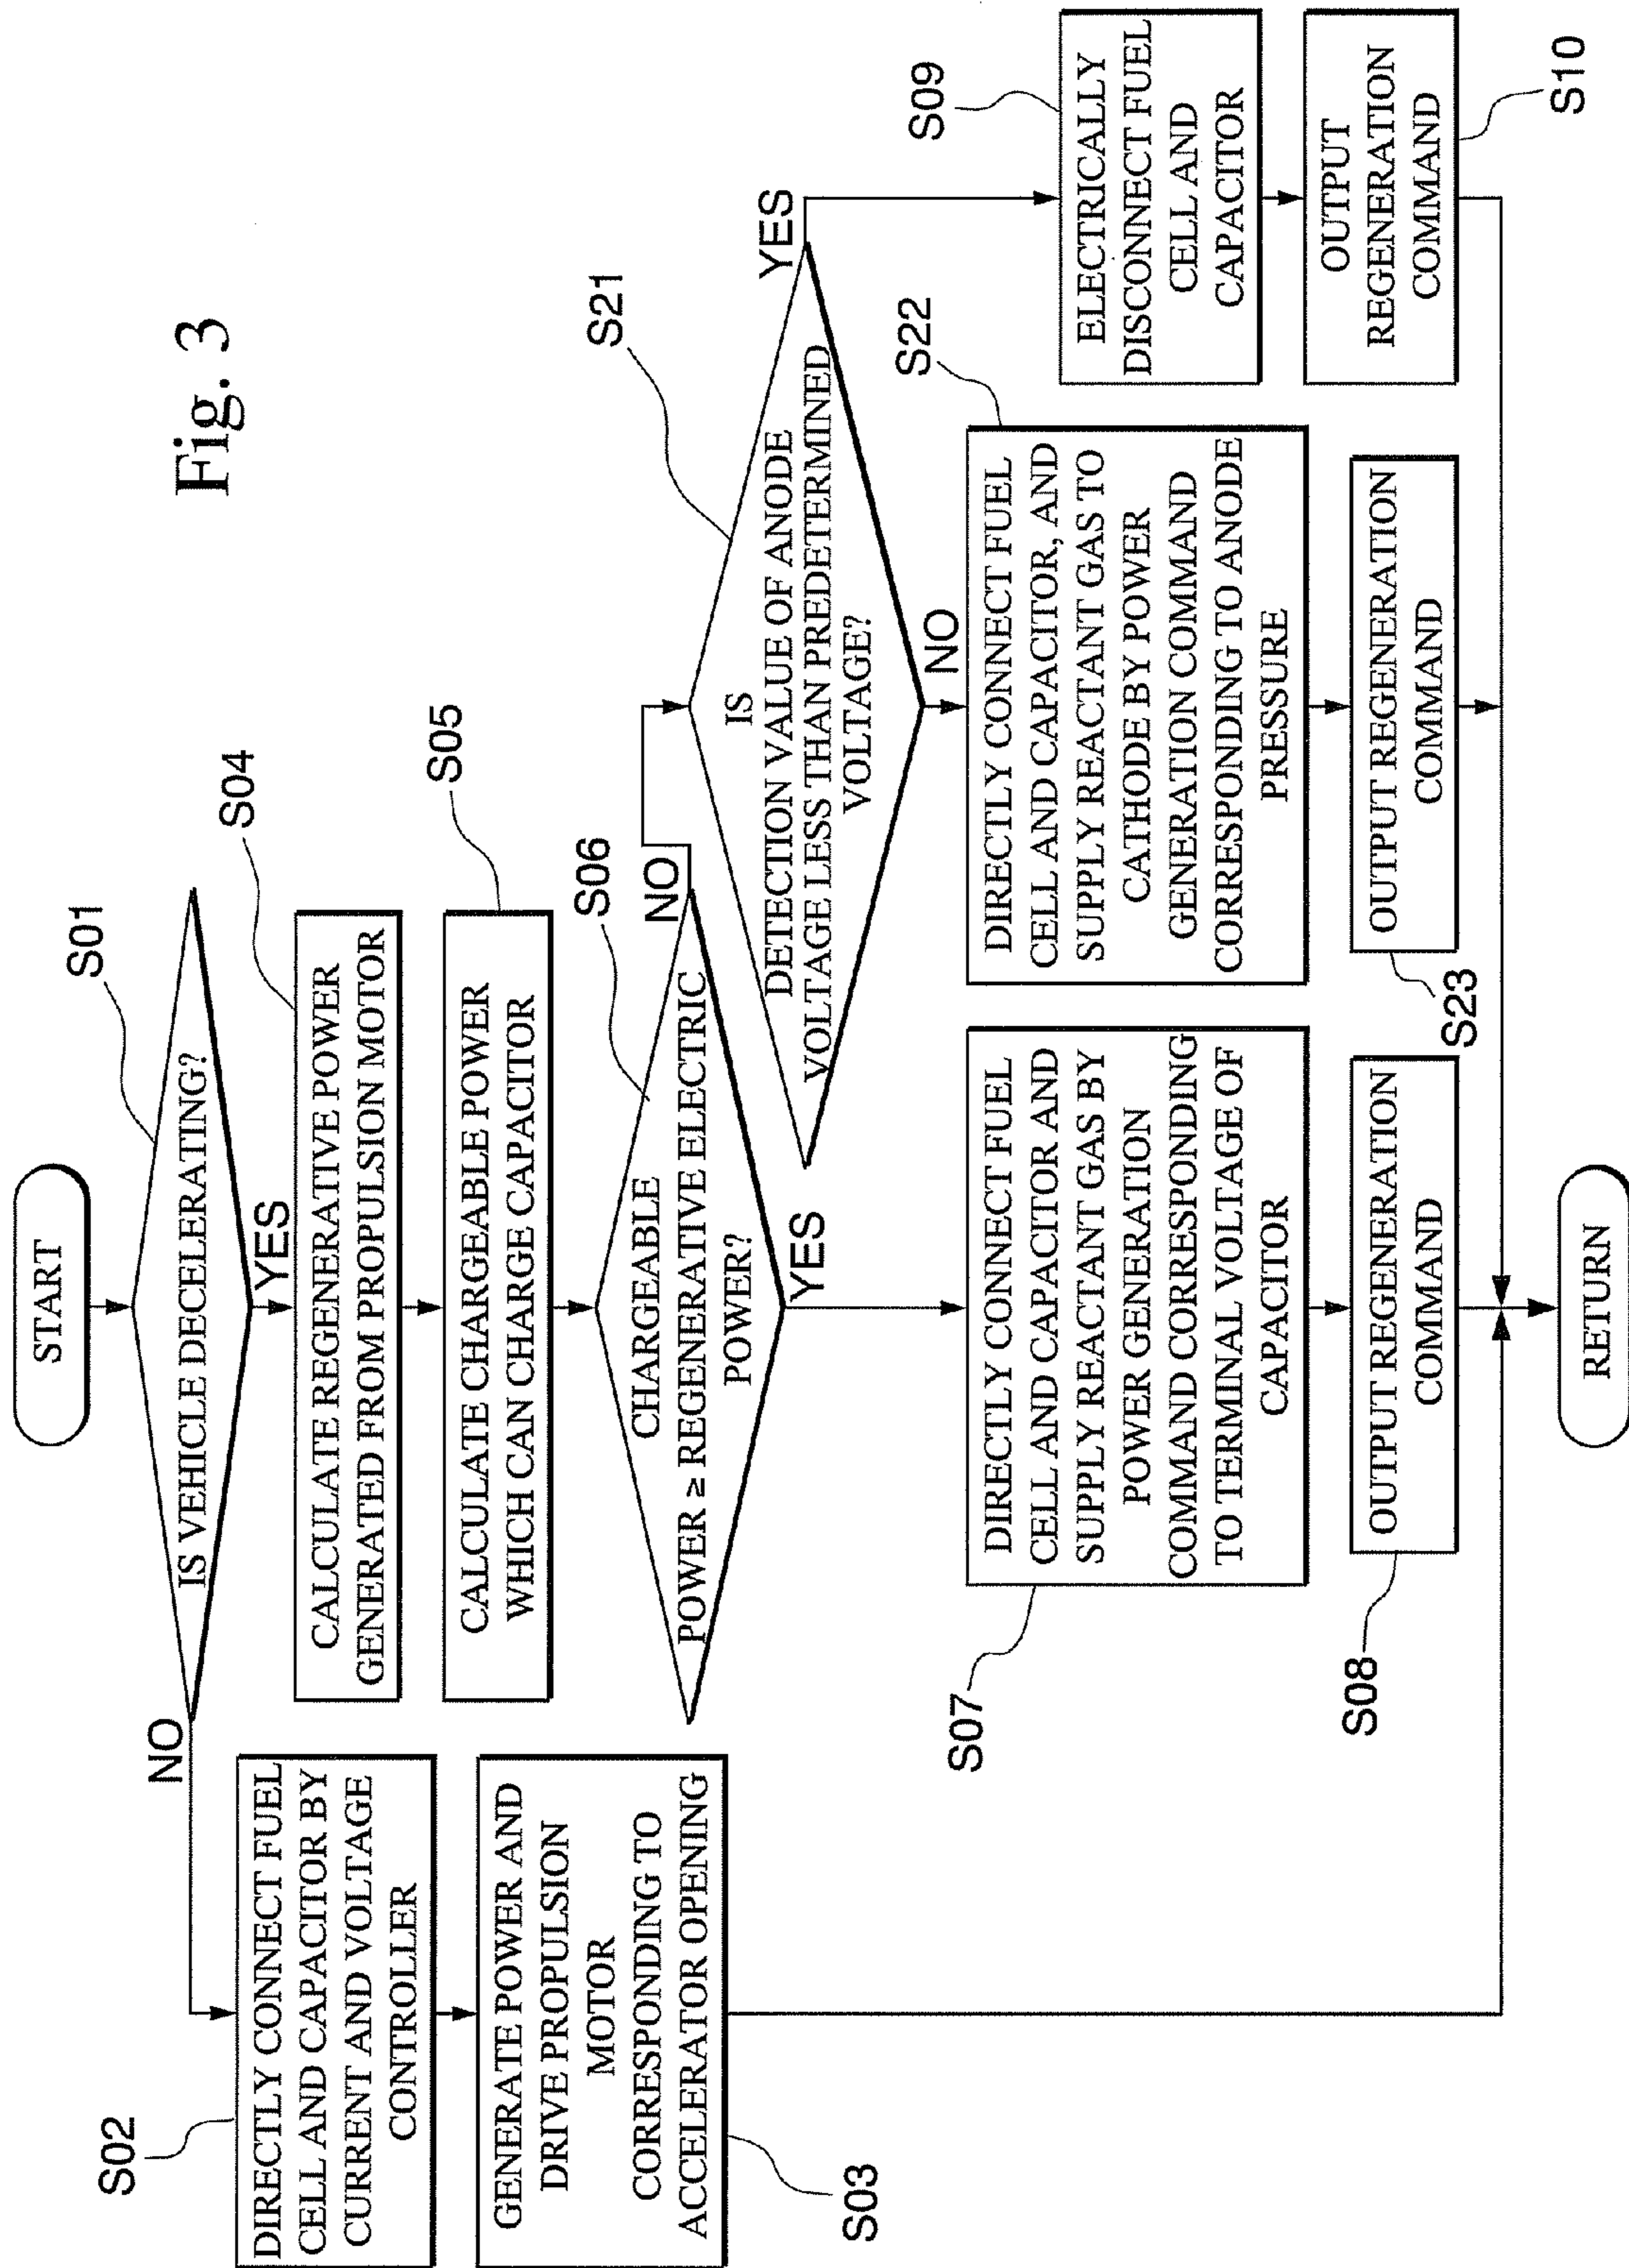 Fig. 3
START
S01
IS VEHICLE DECELERATING?
NO
YES
S02
DIRECTLY CONNECT FUEL
CELL AND CAPACITOR BY
CURRENT AND VOLTAGE
CONTROLLER
S03
GENERATE POWER AND
DRIVE PROPULSION
MOTOR
CORRESPONDING TO
ACCELERATOR OPENING
S04
CALCULATE REGENERATIVE POWER
GENERATED FROM PROPULSION MOTOR
S05
CALCULATE CHARGEABLE POWER
WHICH CAN CHARGE CAPACITOR
S06
CHARGEABLE
POWER ≥ REGENERATIVE ELECTRIC
POWER?
NO
YES
S07
DIRECTLY CONNECT FUEL
CELL AND CAPACITOR AND
SUPPLY REACTANT GAS BY
POWER GENERATION
COMMAND CORRESPONDING
TO TERMINAL VOLTAGE OF
CAPACITOR
S08
OUTPUT REGENERATION
COMMAND
S21
IS
DETECTION VALUE OF ANODE
VOLTAGE LESS THAN PREDETERMINED
VOLTAGE?
YES
NO
S22
DIRECTLY CONNECT FUEL
CELL AND CAPACITOR, AND
SUPPLY REACTANT GAS TO
CATHODE BY POWER
GENERATION COMMAND
CORRESPONDING TO ANODE
PRESSURE
S23
OUTPUT REGENERATION
COMMAND
S09
ELECTRICALLY
DISCONNECT FUEL
CELL AND
CAPACITOR
S10
OUTPUT
REGENERATION
COMMAND
RETURN